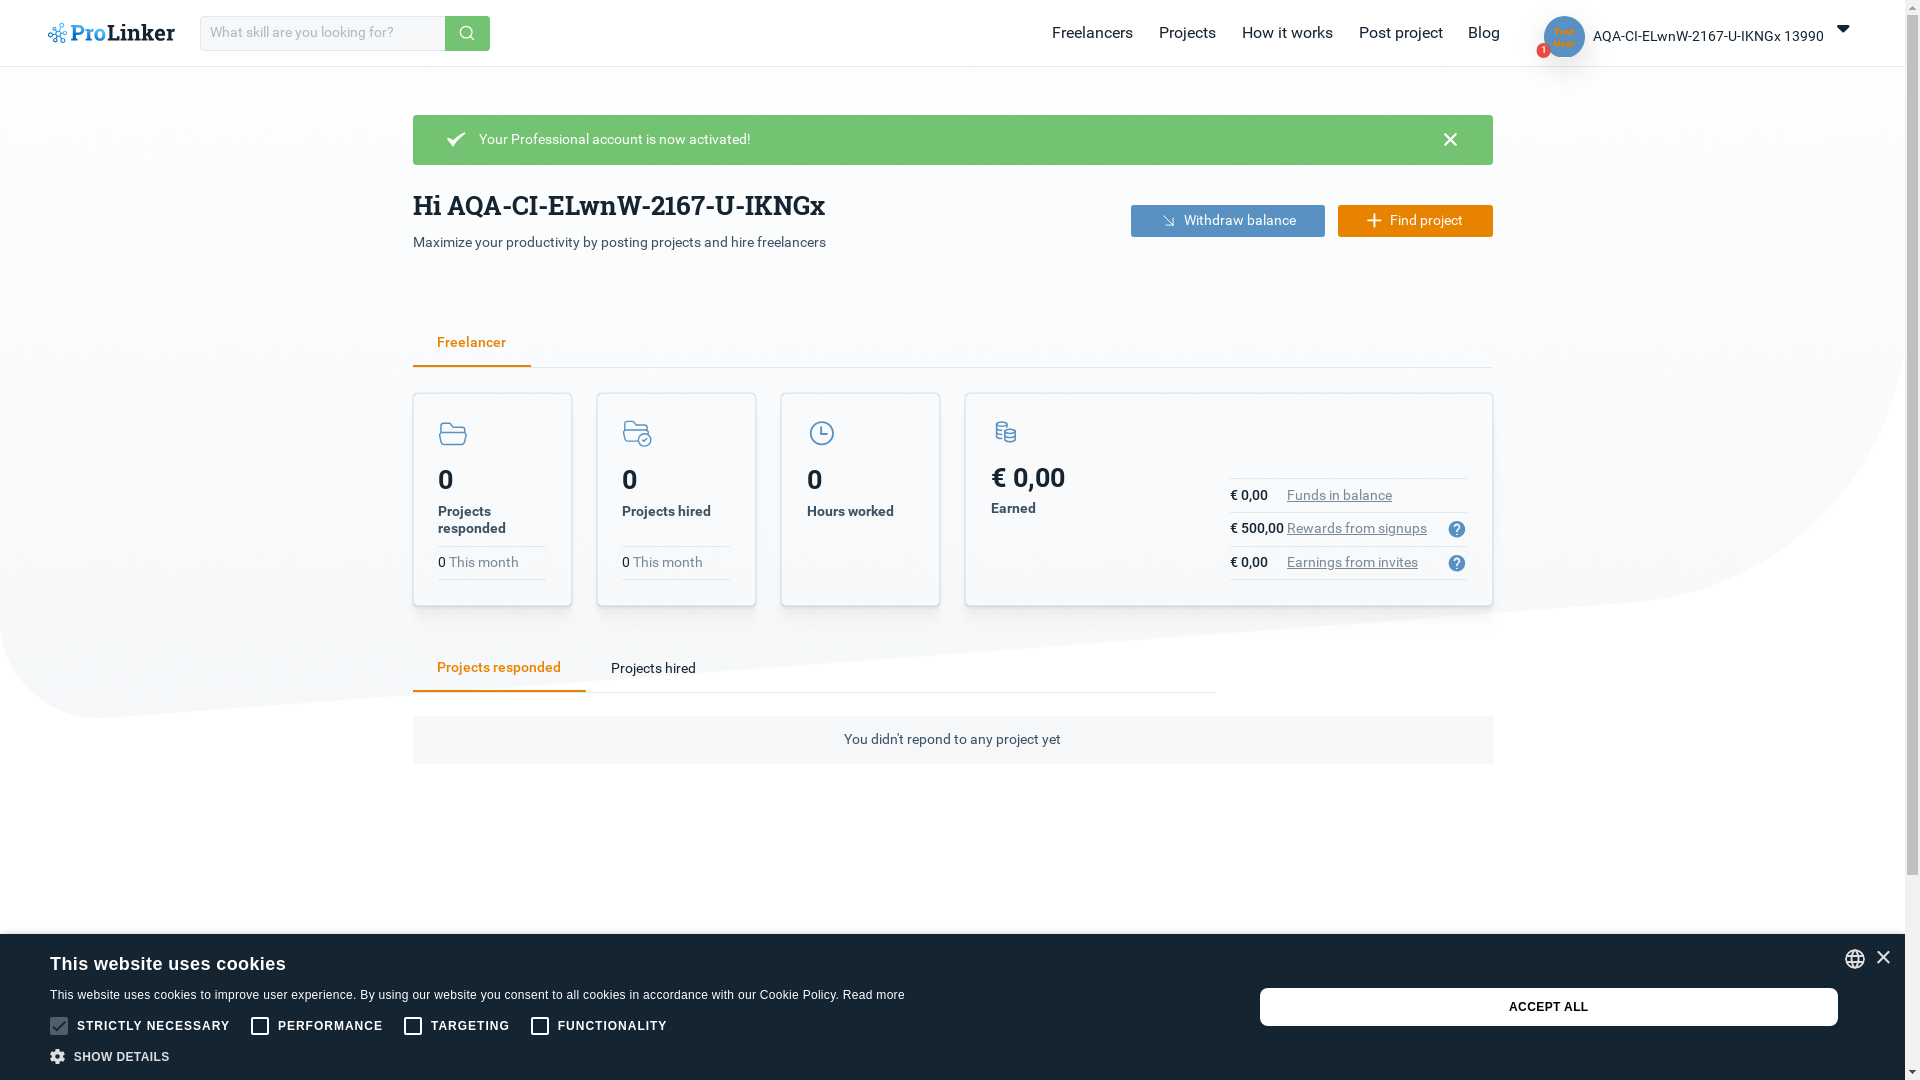 ProLinker
What skill are you looking for?
Freelancers
Projects
How it works
Post project
Blog
Test User
1
AQA-CI-ELwnW-2167-U-IKNGx 13990
Your Professional account is now activated!
Hi AQA-CI-ELwnW-2167-U-IKNGx
Maximize your productivity by posting projects and hire freelancers
Withdraw balance
Find project
Freelancer
0
Projects
responded
0 This month
0
Projects hired
0 This month
0
Hours worked
€ 0,00
Earned
€ 0,00 Funds in balance
€ 500,00 Rewards from signups
€ 0,00 Earnings from invites
Projects responded
Projects hired
You didn't repond to any project yet
This website uses cookies
This website uses cookies to improve user experience. By using our website you consent to all cookies in accordance with our Cookie Policy. Read more
STRICTLY NECESSARY
PERFORMANCE
TARGETING
FUNCTIONALITY
SHOW DETAILS
ACCEPT ALL